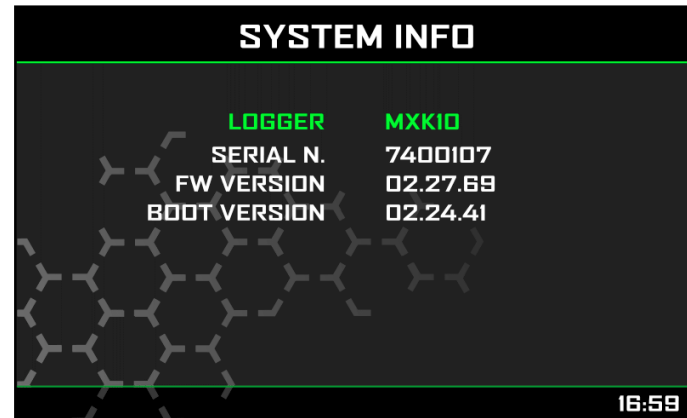 SYSTEM INFO
LOGGER MXK10
SERIAL N. 7400107
FW VERSION 02.27.69
BOOT VERSION 02.24.41
16:59